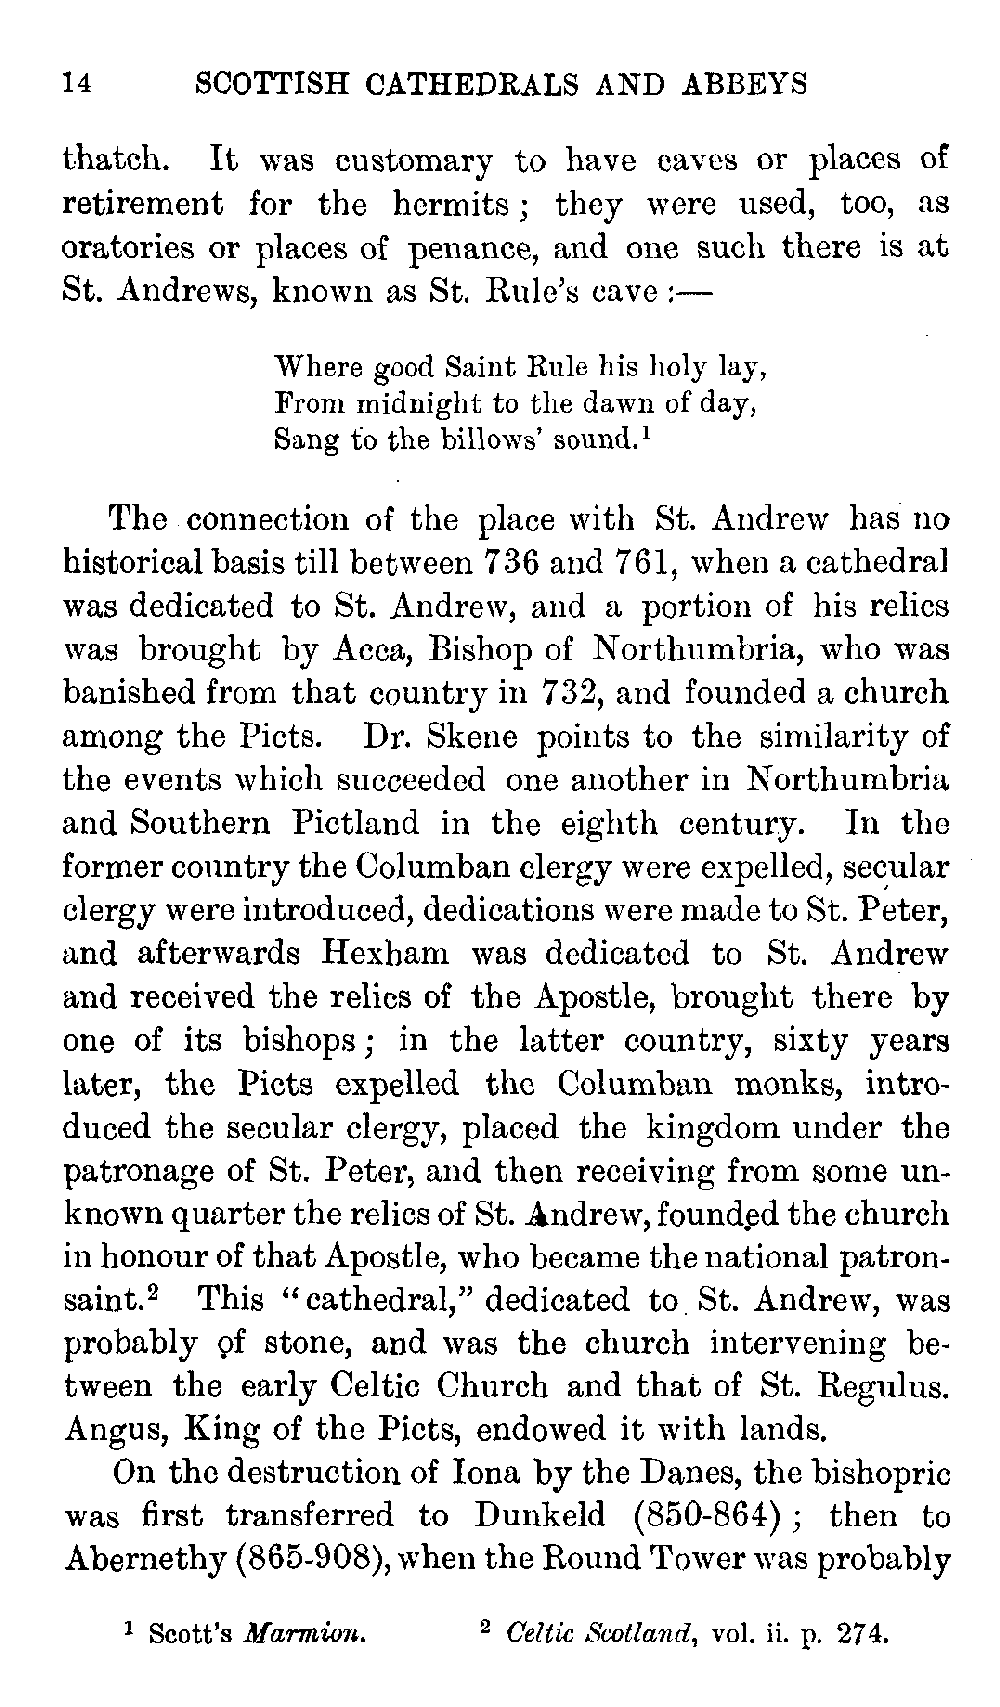 14 SCOTTISH CATHEDRALS AND ABBEYS
thatch. It was customary to have caves or places of
retirement for the hermits ; they were used, too, as
oratories or places of penance, and one such there is at
St. Andrews, known as St. Rule's cave :—
Where good Saint Rule his holy lay,
From midnight to the dawn of day,
Sang to the billows' sound.¹
The connection of the place with St. Andrew has no
historical basis till between 736 and 761, when a cathedral
was dedicated to St. Andrew, and a portion of his relics
was brought by Acca, Bishop of Northumbria, who was
banished from that country in 732, and founded a church
among the Picts. Dr. Skene points to the similarity of
the events which succeeded one another in Northumbria
and Southern Pictland in the eighth century. In the
former country the Columban clergy were expelled, secular
clergy were introduced, dedications were made to St. Peter,
and afterwards Hexham was dedicated to St. Andrew
and received the relics of the Apostle, brought there by
one of its bishops ; in the latter country, sixty years
later, the Picts expelled the Columban monks, intro-
duced the secular clergy, placed the kingdom under the
patronage of St. Peter, and then receiving from some un-
known quarter the relics of St. Andrew, founded the church
in honour of that Apostle, who became the national patron-
saint.² This “cathedral,” dedicated to St. Andrew, was
probably of stone, and was the church intervening be-
tween the early Celtic Church and that of St. Regulus.
Angus, King of the Picts, endowed it with lands.
On the destruction of Iona by the Danes, the bishopric
was first transferred to Dunkeld (850-864) ; then to
Abernethy (865-908), when the Round Tower was probably
¹ Scott's Marmion. ² Celtic Scotland, vol. ii. p. 274.